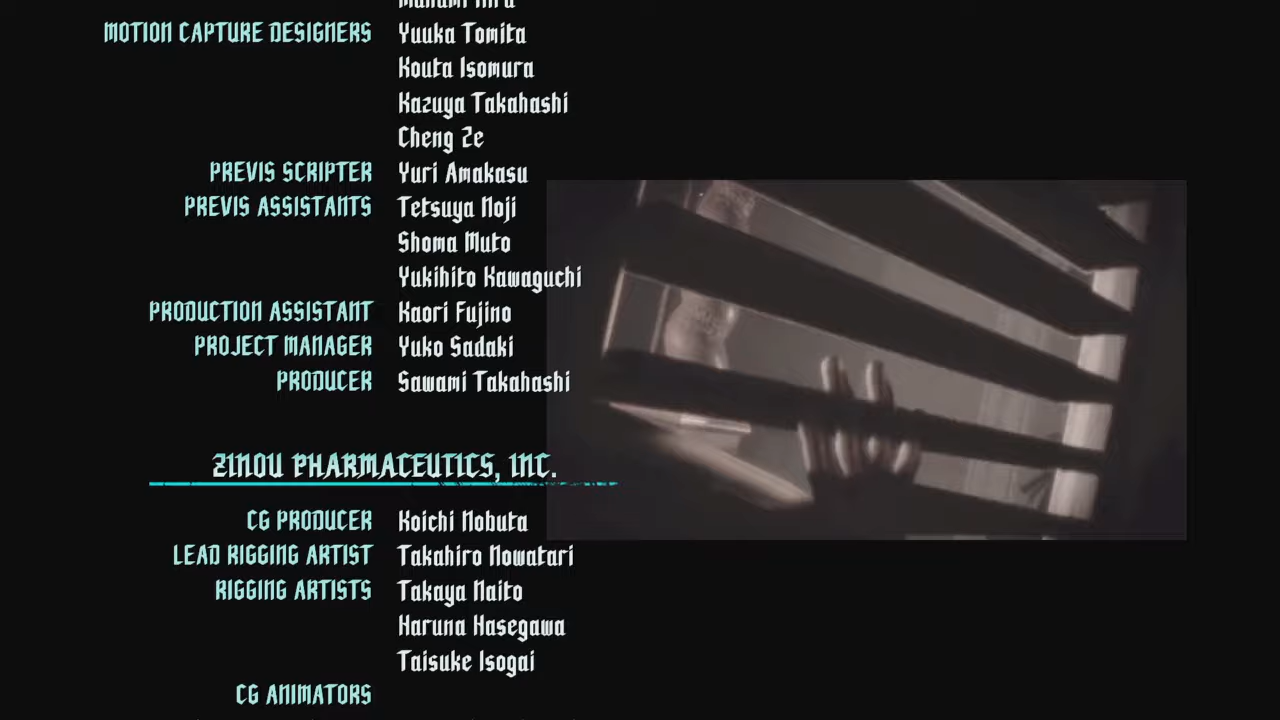 MOTION CAPTURE DESIGNERS Yuuka Tomita
Kouta Isomura
Kazuya Takahashi
Cheng Ze
PREVIS SCRIPTER Yuri Amakasu
PREVIS ASSISTANTS Tetsuya Noji
Shoma Muto
Yukihito Kawaguchi
PRODUCTION ASSISTANT Kaori Fujino
PROJECT MANAGER Yuko Sadaki
PRODUCER Sawami Takahashi
ZINOU PHARMACEUTICS, INC.
CG PRODUCER Koichi Nobuta
LEAD RIGGING ARTIST Takahiro Nowatari
RIGGING ARTISTS Takaya Naito
Haruna Hasegawa
Taisuke Isogai
CG ANIMATORS